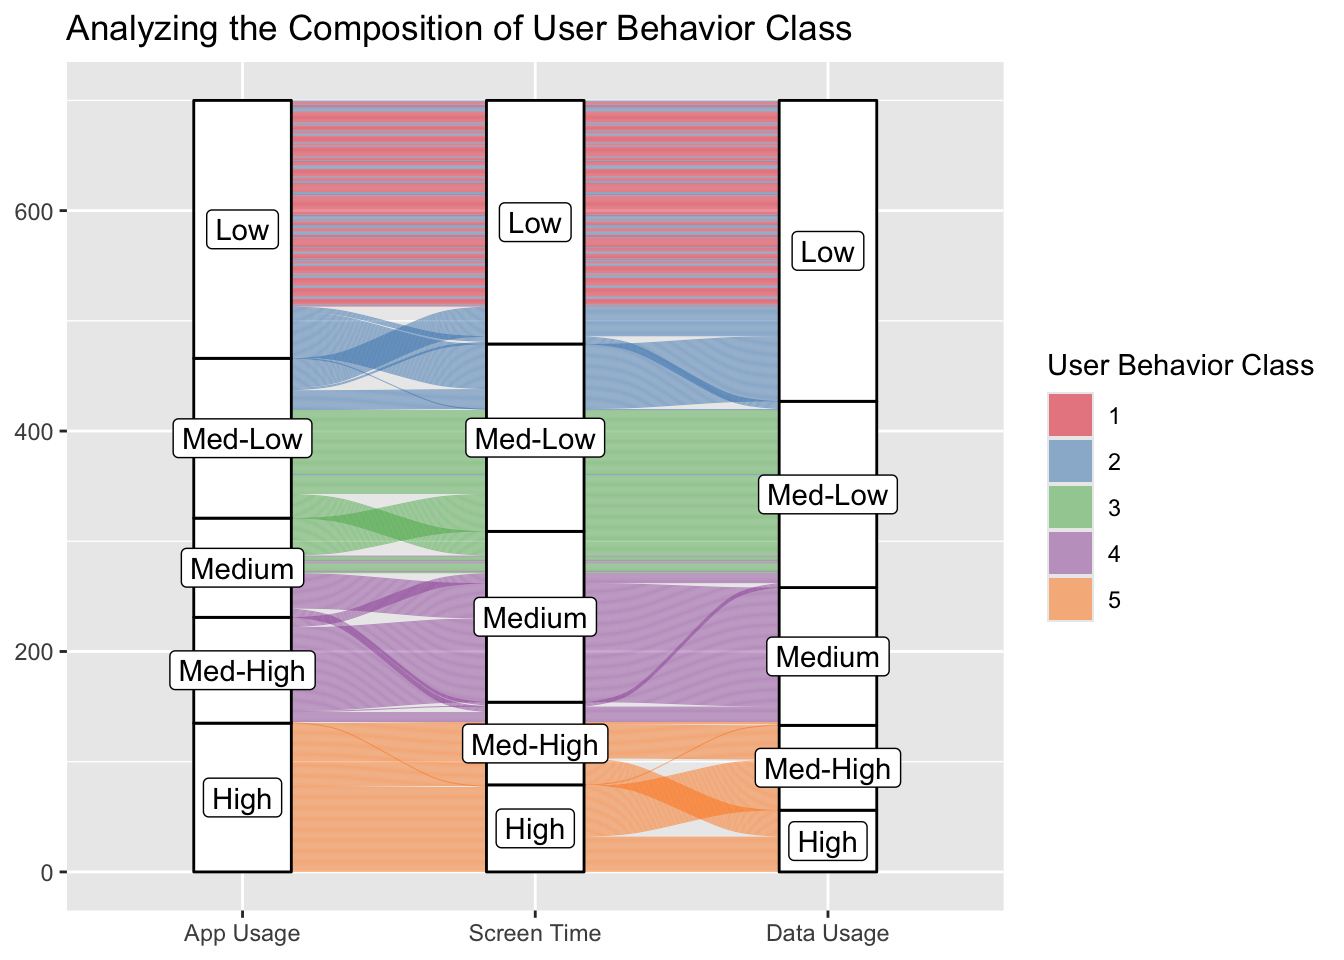 Analyzing the Composition of User Behavior Class
600
400
200
0
Low
Med-Low
Medium
Med-High
High
Low
Med-Low
Medium
Med-High
High
Low
Med-Low
Medium
Med-High
High
App Usage
Screen Time
Data Usage
User Behavior Class
1
2
3
4
5